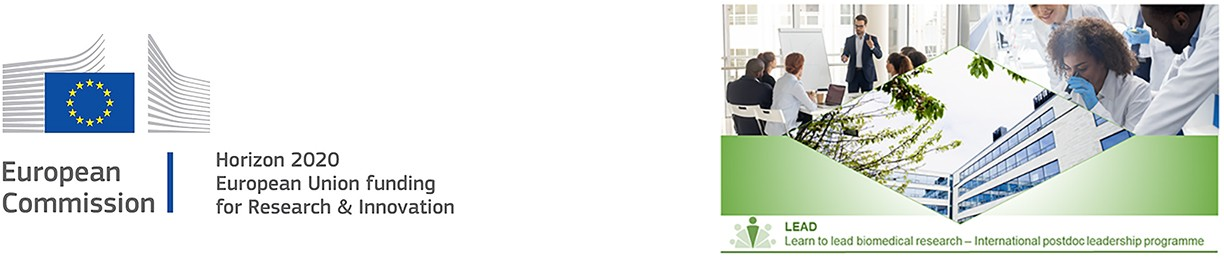 European
Commission
Horizon 2020
European Union funding
for Research & Innovation
LEAD
Learn to lead biomedical research – International postdoc leadership programme